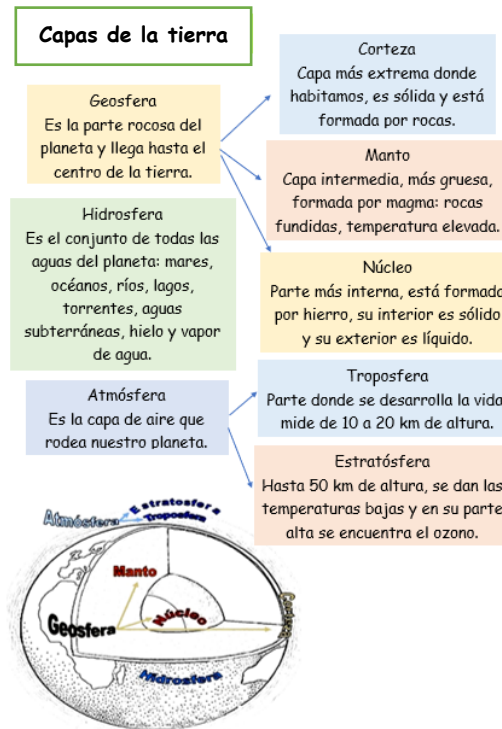 Capas de la tierra
Geosfera
Es la parte rocosa del
planeta y llega hasta el
centro de la tierra.
Corteza
Capa más extrema donde
habitamos, es sólida y está
formada por rocas.
Manto
Capa intermedia, más gruesa,
formada por magma: rocas
fundidas, temperatura elevada.
Núcleo
Parte más interna, está formada
por hierro, su interior es sólido
y su exterior es líquido.
Hidrosfera
Es el conjunto de todas las
aguas del planeta: mares,
océanos, ríos, lagos,
torrentes, aguas
subterráneas, hielo y vapor
de agua.
Atmósfera
Es la capa de aire que
rodea nuestro planeta.
Troposfera
Parte donde se desarrolla la vida
mide de 10 a 20 km de altura.
Estratósfera
Hasta 50 km de altura, se dan las
temperaturas bajas y en su parte
alta se encuentra el ozono.
Atmósfera
Estratosfera
Troposfera
Manto
Geosfera
Núcleo
Corteza
Hidrosfera